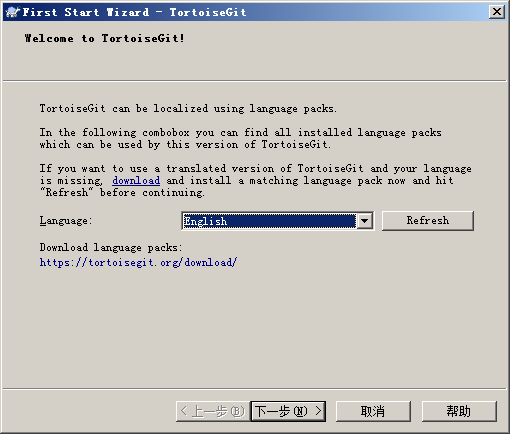 First Start Wizard - TortoiseGit
Welcome to TortoiseGit!
TortoiseGit can be localized using language packs.
In the following combobox you can find all installed language packs
which can be used by this version of TortoiseGit.
If you want to use a translated version of TortoiseGit and your language
is missing, download and install a matching language pack now and hit
"Refresh" before continuing.
Language: English Refresh
Download language packs:
https://tortoisegit.org/download/
< 上一步(B) 下一步(N) > 取消 帮助